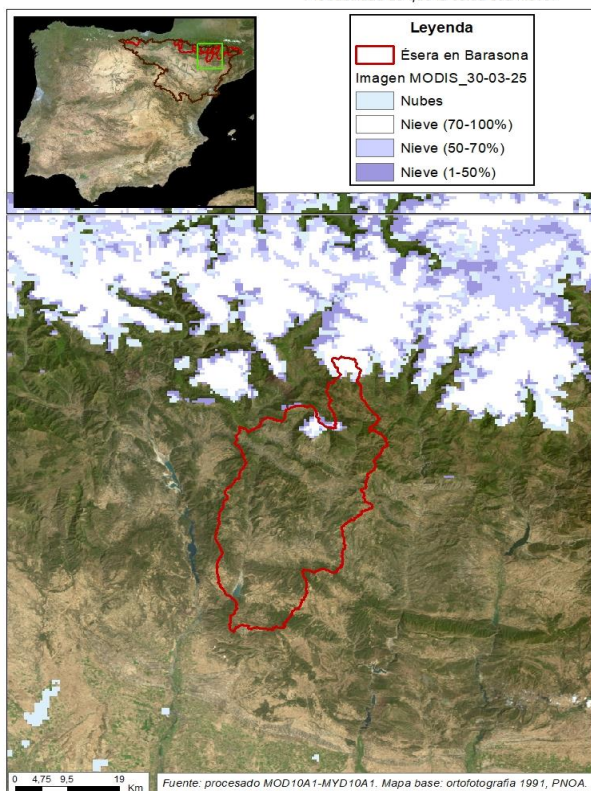 Leyenda
Ésera en Barasona
Imagen MODIS_30-03-25
Nubes
Nieve (70-100%)
Nieve (50-70%)
Nieve (1-50%)
0 4,75 9,5 19
Km
Fuente: procesado MOD10A1-MYD10A1. Mapa base: ortofotografía 1991, PNOA.